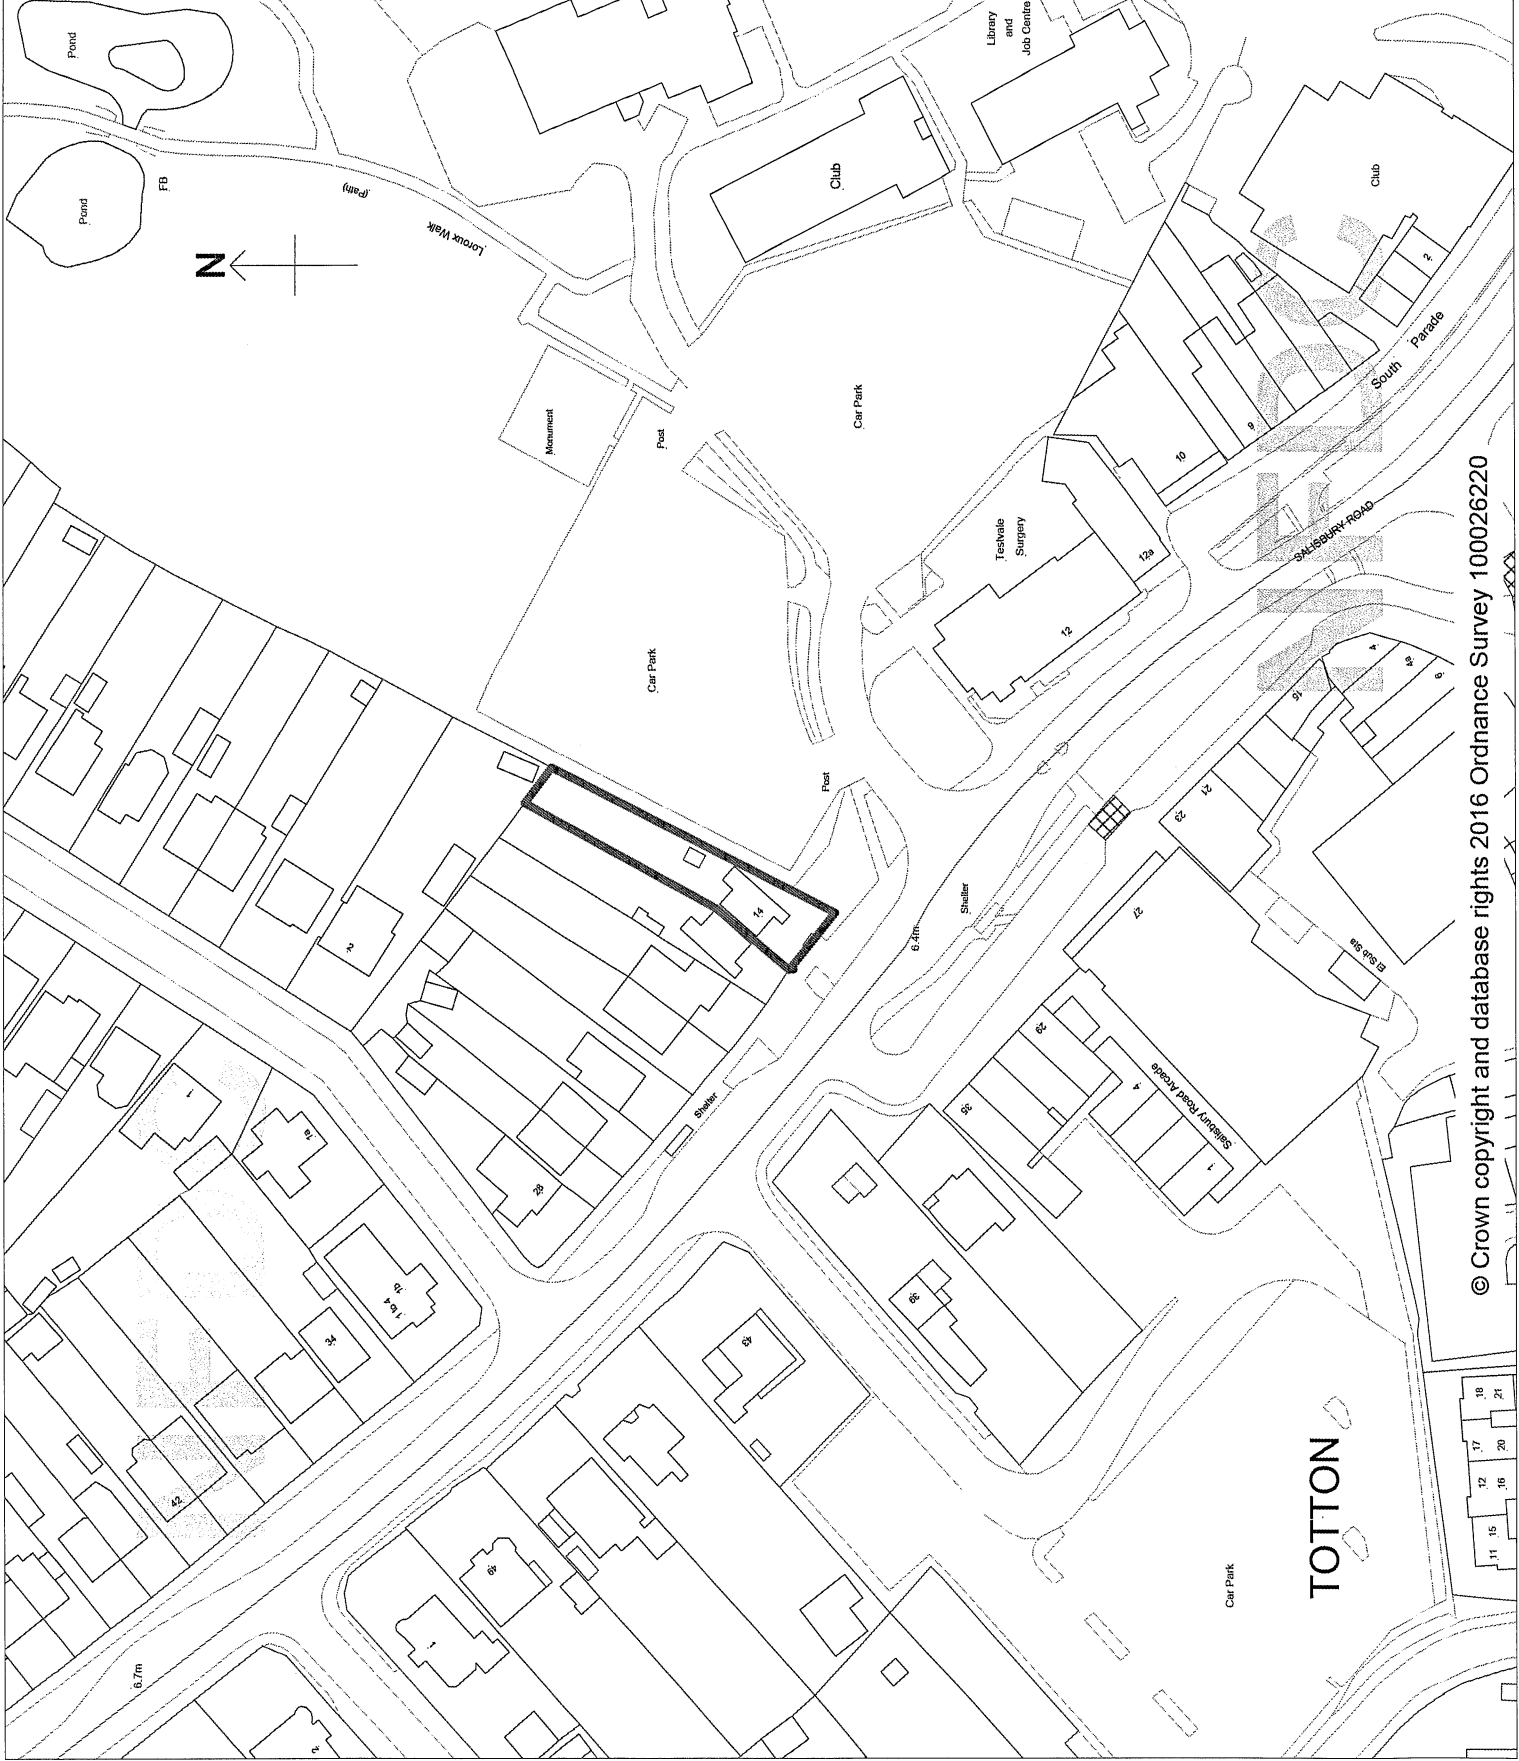 Pond
Pond
FB
(Path)
Loroux Walk
N
Library
and
Job Centre
Club
Club
Monument
Post
Car Park
Car Park
Testvale
Surgery
12
12a
10
9
2
South Parade
SALISBURY ROAD
NFDC
14
Post
6.4m
Shelter
Shelter
2
1
1a
28
1b
1 to 4
34
42
15
4
4a
6
21
23
27
El Sub Sta
29
35
4
Salisbury Road Arcade
1
39
43
49
1
2
6.7m
Car Park
TOTTON
18
21
17
20
12
16
11
15
© Crown copyright and database rights 2016 Ordnance Survey 100026220